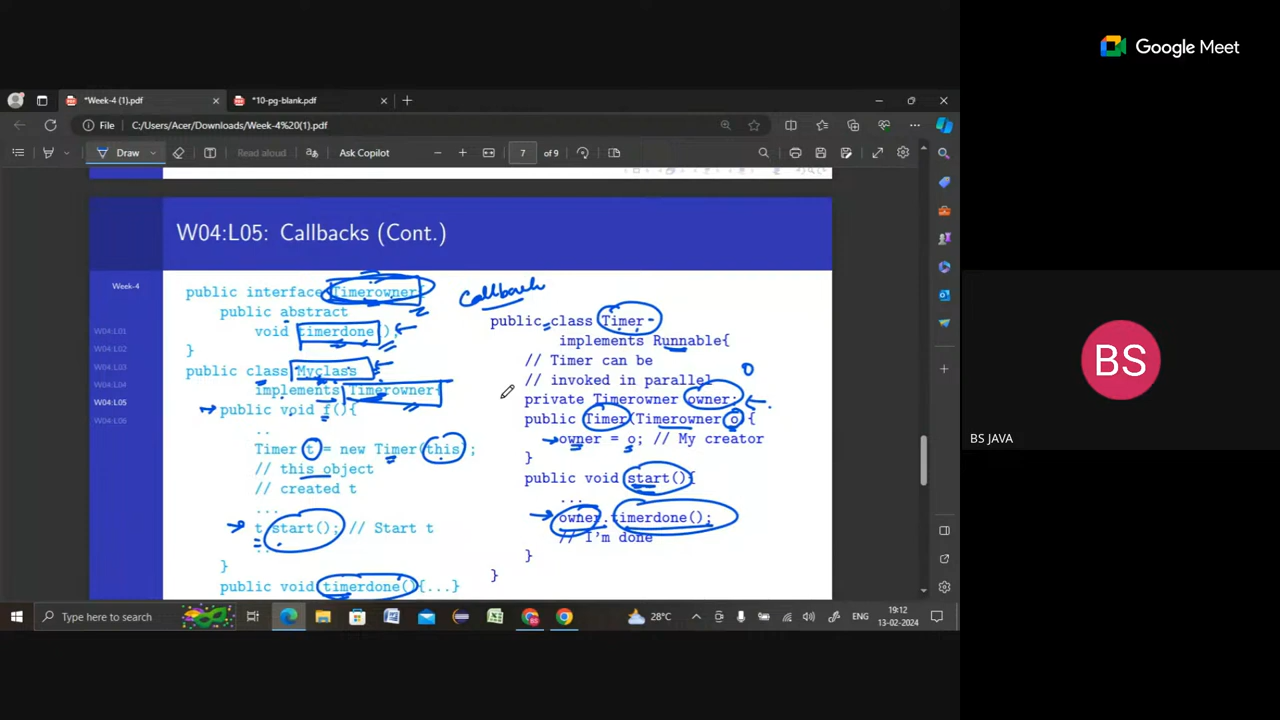 Google Meet
*Week-4 (1).pdf
*10-pg-blank.pdf
File
C:/Users/Acer/Downloads/Week-4%20(1).pdf
Draw
Read aloud
Ask Copilot
7
of 9
W04:L05: Callbacks (Cont.)
Week-4
W04:L01
W04:L02
W04:L03
W04:L04
W04:L05
W04:L06
public interface Timerowner{
public abstract
void timerdone();
}
public class Myclass
implements Timerowner{
public void f(){
..
Timer t = new Timer(this);
// this object
// created t
...
t.start(); // Start t
...
}
public void timerdone(){...}
Callback
public class Timer
implements Runnable{
// Timer can be
// invoked in parallel
private Timerowner owner;
public Timer(Timerowner o){
owner = o; // My creator
}
public void start(){
...
owner.timerdone();
// I'm done
}
}
O
BS
BS JAVA
Type here to search
28°C
ENG
19:12
13-02-2024